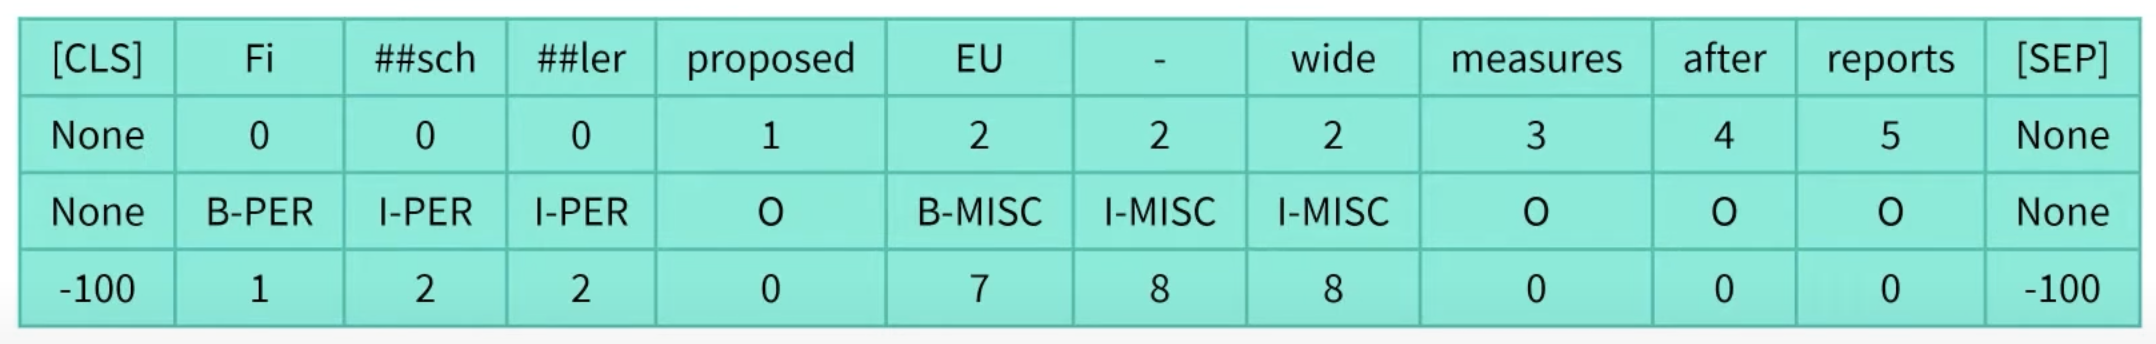 [CLS] Fi ##sch ##ler proposed EU - wide measures after reports [SEP]
None 0 0 0 1 2 2 2 3 4 5 None
None B-PER I-PER I-PER O B-MISC I-MISC I-MISC O O O None
-100 1 2 2 0 7 8 8 0 0 0 -100